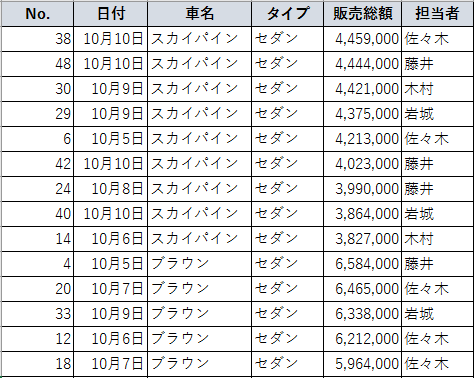 No. 日付 車名 タイプ 販売総額 担当者
38 10月10日 スカイパイン セダン 4,459,000 佐々木
48 10月10日 スカイパイン セダン 4,444,000 藤井
30 10月9日 スカイパイン セダン 4,421,000 木村
29 10月9日 スカイパイン セダン 4,375,000 岩城
6 10月5日 スカイパイン セダン 4,213,000 佐々木
42 10月10日 スカイパイン セダン 4,023,000 藤井
24 10月8日 スカイパイン セダン 3,990,000 藤井
40 10月10日 スカイパイン セダン 3,864,000 岩城
14 10月6日 スカイパイン セダン 3,827,000 木村
4 10月5日 ブラウン セダン 6,584,000 藤井
20 10月7日 ブラウン セダン 6,465,000 佐々木
33 10月9日 ブラウン セダン 6,338,000 岩城
12 10月6日 ブラウン セダン 6,212,000 佐々木
18 10月7日 ブラウン セダン 5,964,000 佐々木